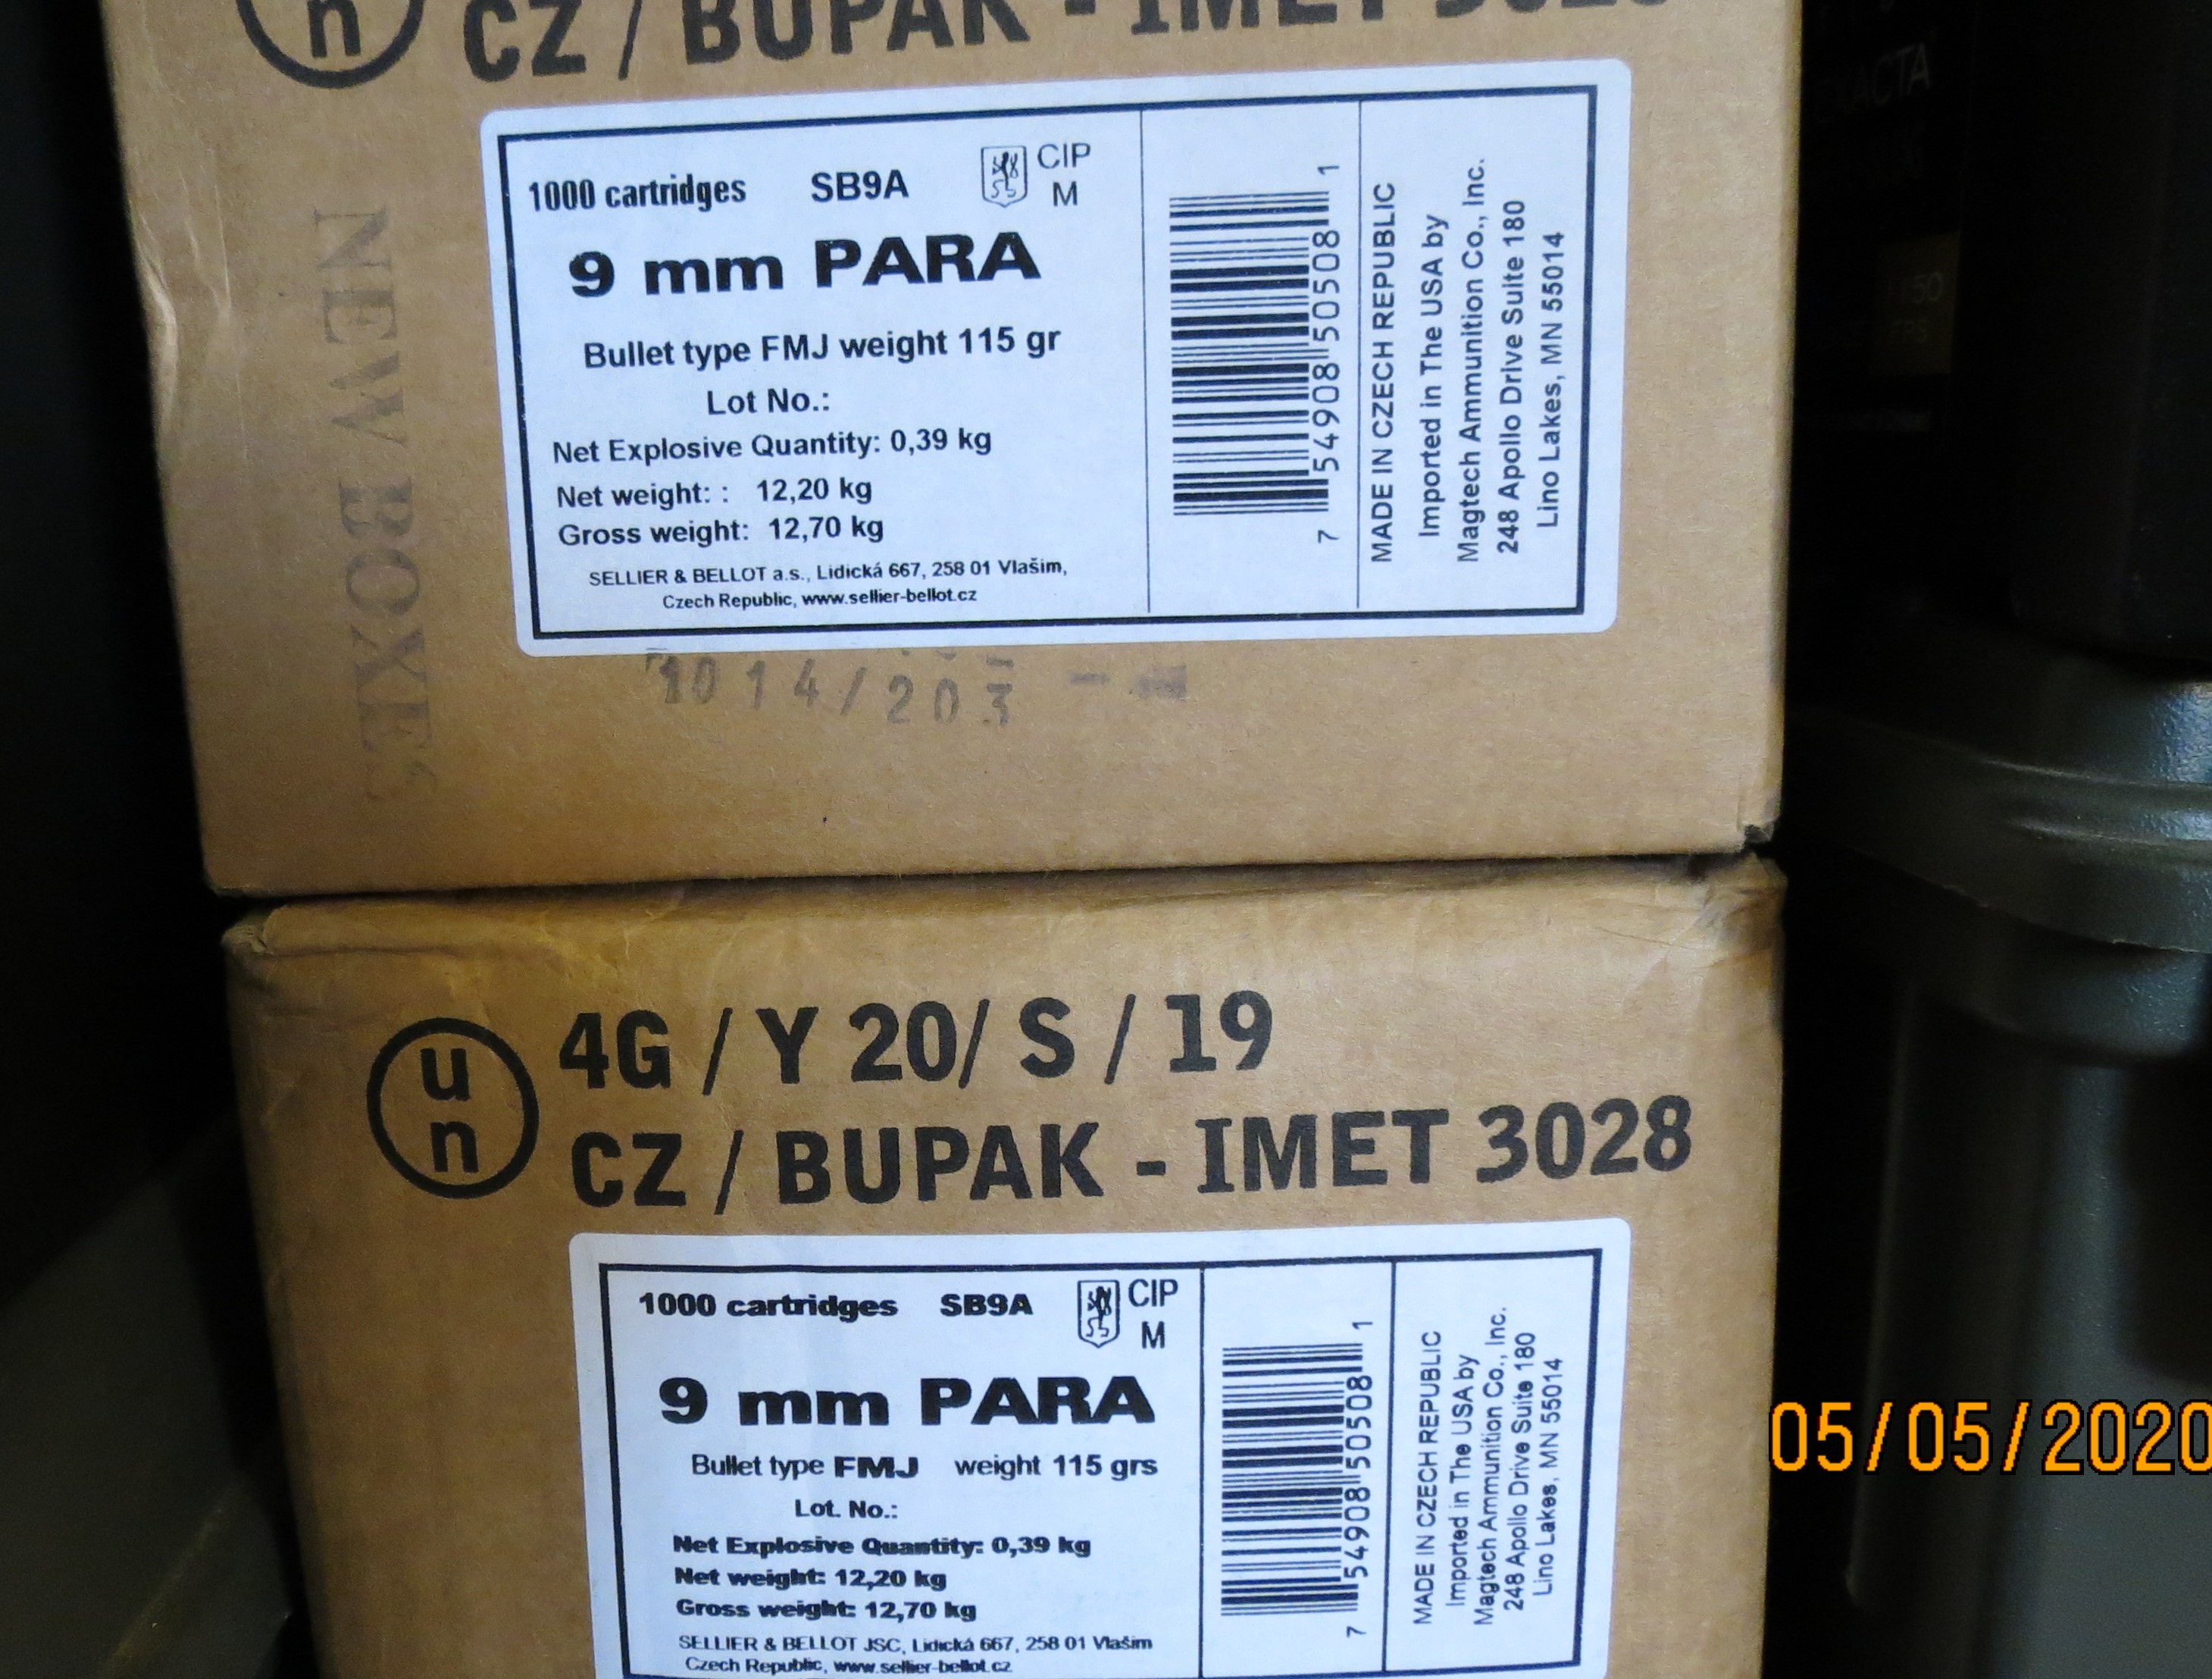 un
CZ / BUPAK - IMET 3028
1000 cartridges SB9A CIP
M
9 mm PARA
Bullet type FMJ weight 115 gr
Lot No.:
Net Explosive Quantity: 0,39 kg
Net weight: : 12,20 kg
Gross weight: 12,70 kg
SELLIER & BELLOT a.s., Lidická 667, 258 01 Vlašim,
Czech Republic, www.sellier-bellot.cz
7 54908 50508 1
MADE IN CZECH REPUBLIC
Imported in The USA by
Magtech Ammunition Co., Inc.
248 Apollo Drive Suite 180
Lino Lakes, MN 55014
NEW BOXE
1014/203
un
4G / Y 20/ S / 19
CZ / BUPAK - IMET 3028
1000 cartridges SB9A CIP
M
9 mm PARA
Bullet type FMJ weight 115 grs
Lot. No.:
Net Explosive Quantity: 0,39 kg
Net weight: 12,20 kg
Gross weight: 12,70 kg
SELLIER & BELLOT JSC, Lidická 667, 258 01 Vlašim
Czech Republic, www.sellier-bellot.cz
7 54908 50508 1
MADE IN CZECH REPUBLIC
Imported in The USA by
Magtech Ammunition Co., Inc.
248 Apollo Drive Suite 180
Lino Lakes, MN 55014
05/05/2020